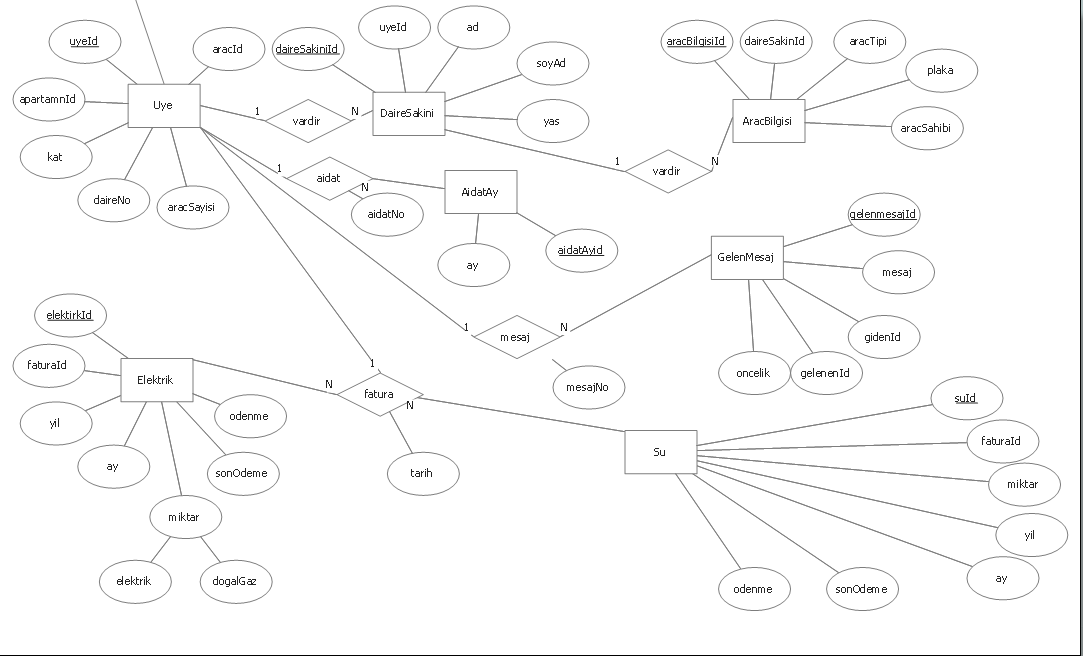 uyeId
aracId
daireSakiniId
uyeId
ad
soyAd
yas
aracBilgisiId
daireSakinId
aracTipi
plaka
aracSahibi
apartamnId
Uye
1
vardir
N
DaireSakini
AracBilgisi
kat
daireNo
aracSayisi
1
aidat
N
aidatNo
AidatAy
ay
aidatAyid
1
vardir
N
gelenmesajId
GelenMesaj
mesaj
gidenId
oncelik
gelenenId
1
mesaj
N
mesajNo
elektirkId
faturaId
Elektrik
yil
ay
odenme
sonOdeme
miktar
elektrik
dogalGaz
1
N
fatura
N
tarih
Su
suId
faturaId
miktar
yil
ay
odenme
sonOdeme